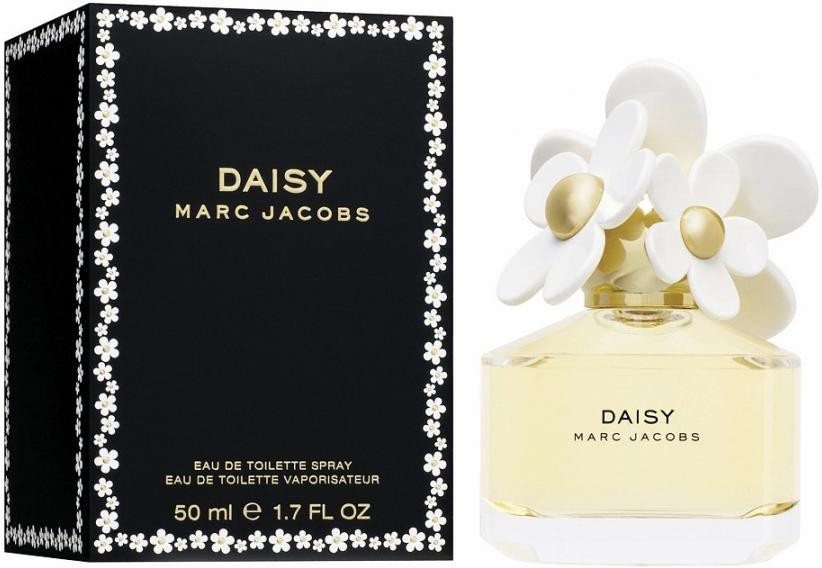 DAISY
MARC JACOBS
EAU DE TOILETTE SPRAY
EAU DE TOILETTE VAPORISATEUR
50 ml ℮ 1.7 FL OZ
DAISY
MARC JACOBS